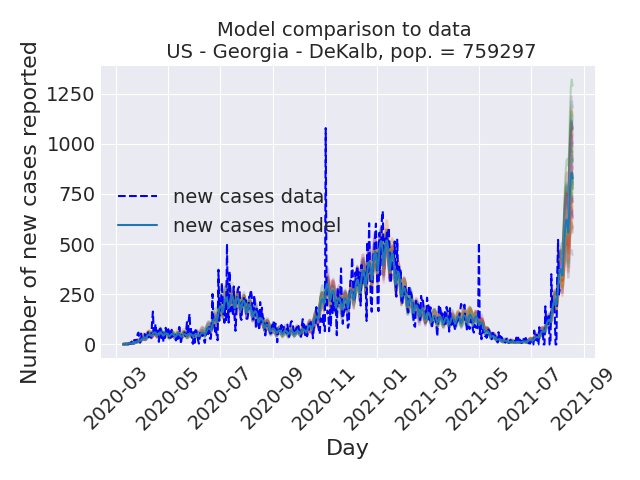 Model comparison to data
US - Georgia - DeKalb, pop. = 759297
Number of new cases reported
1250
1000
750
500
250
0
new cases data
new cases model
2020-03
2020-05
2020-07
2020-09
2020-11
2021-01
2021-03
2021-05
2021-07
2021-09
Day